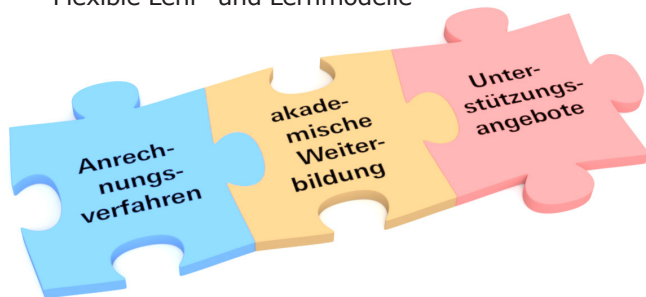 Flexible Lehr- und Lernmodelle
Anrech-
nungs-
verfahren
akade-
mische
Weiter-
bildung
Unter-
stützungs-
angebote